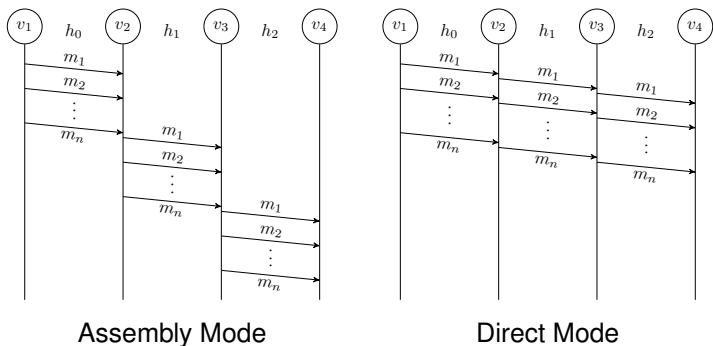 v₁ h₀ v₂ h₁ v₃ h₂ v₄
m₁
m₂
⋮
mₙ
m₁
m₂
⋮
mₙ
m₁
m₂
⋮
mₙ
Assembly Mode
v₁ h₀ v₂ h₁ v₃ h₂ v₄
m₁ m₁ m₁
m₂ m₂ m₂
⋮ ⋮ ⋮
mₙ mₙ mₙ
Direct Mode